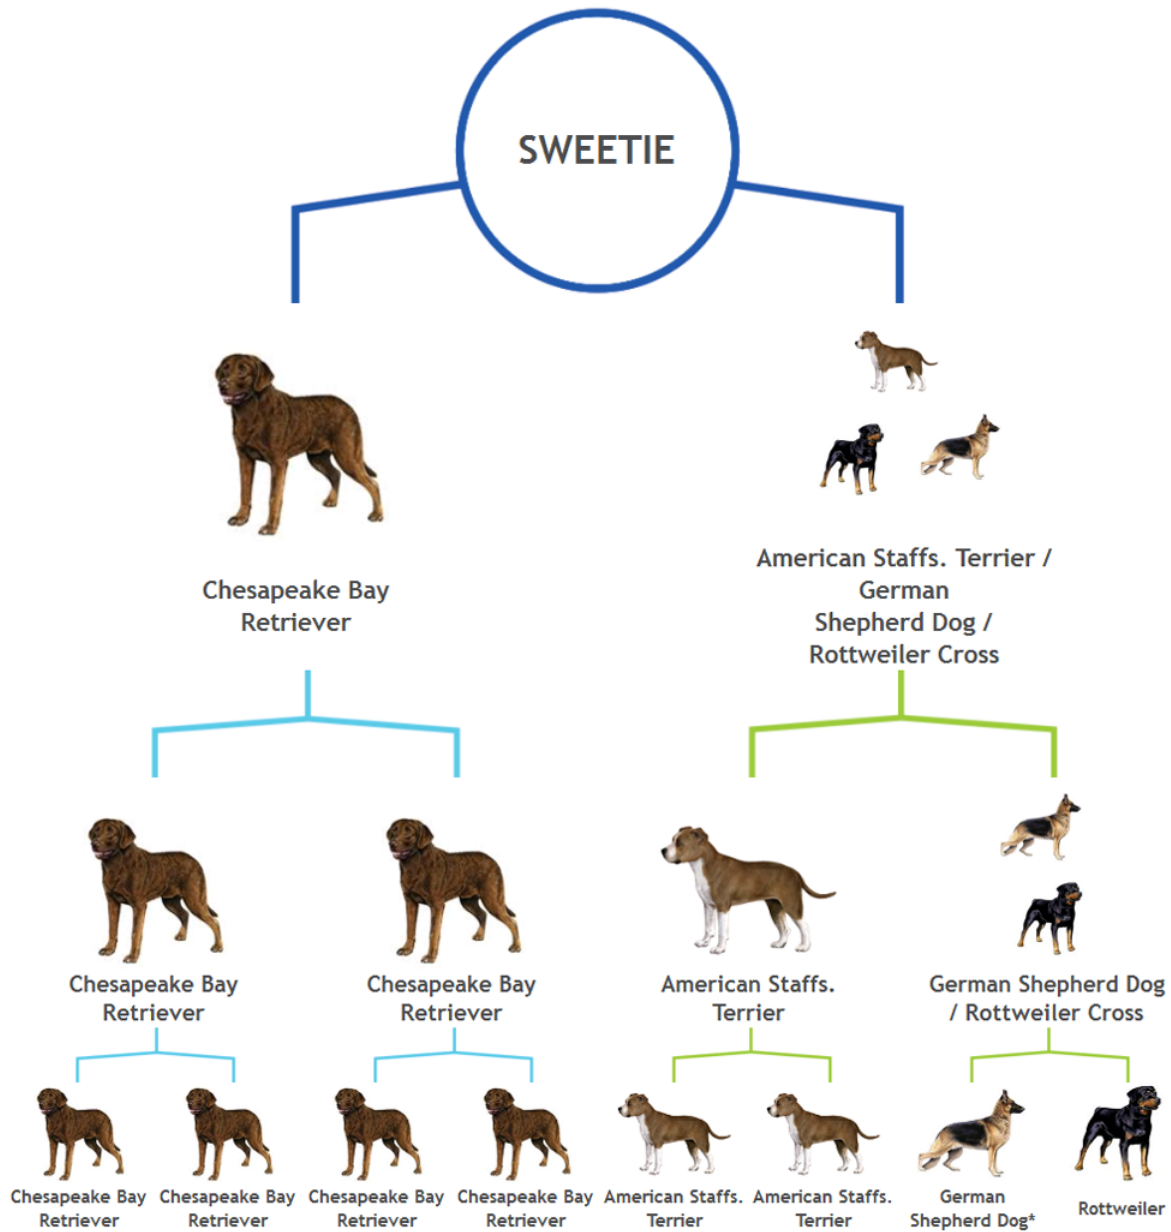 SWEETIE
Chesapeake Bay
Retriever
American Staffs. Terrier /
German
Shepherd Dog /
Rottweiler Cross
Chesapeake Bay
Retriever
Chesapeake Bay
Retriever
American Staffs.
Terrier
German Shepherd Dog
/ Rottweiler Cross
Chesapeake Bay
Retriever
Chesapeake Bay
Retriever
Chesapeake Bay
Retriever
Chesapeake Bay
Retriever
American Staffs.
Terrier
American Staffs.
Terrier
German
Shepherd Dog*
Rottweiler